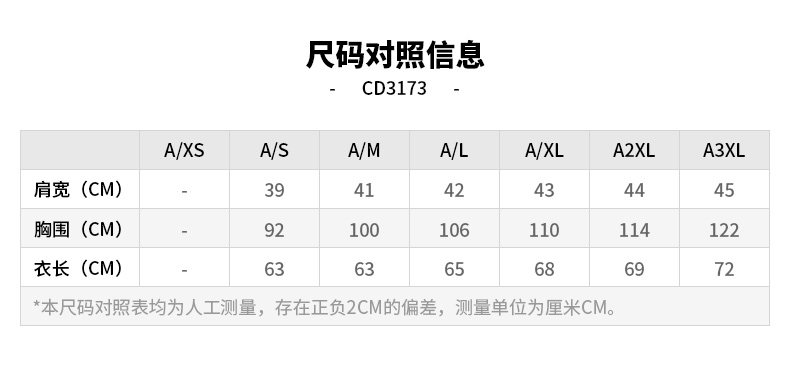 尺码对照信息
- CD3173 -
A/XS A/S A/M A/L A/XL A2XL A3XL
肩宽（CM） - 39 41 42 43 44 45
胸围（CM） - 92 100 106 110 114 122
衣长（CM） - 63 63 65 68 69 72
*本尺码对照表均为人工测量，存在正负2CM的偏差，测量单位为厘米CM。